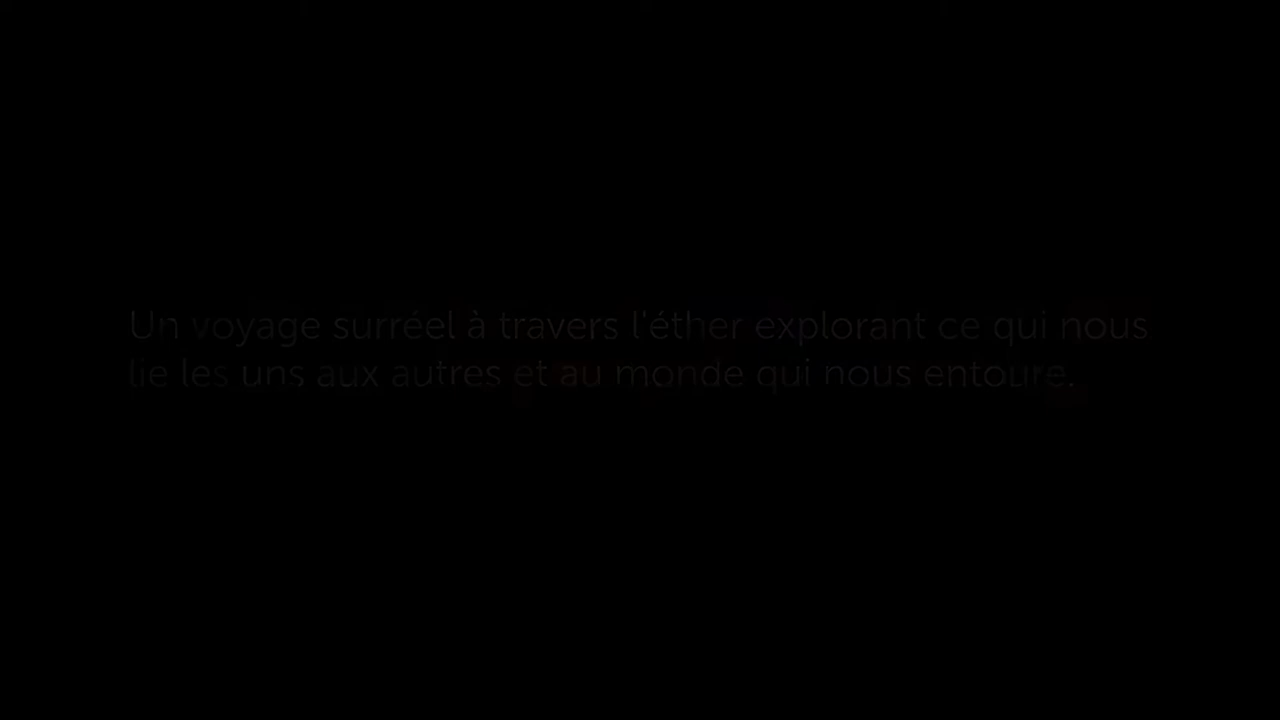 Un voyage surréel à travers l'éther explorant ce qui nous
lie les uns aux autres et au monde qui nous entoure.